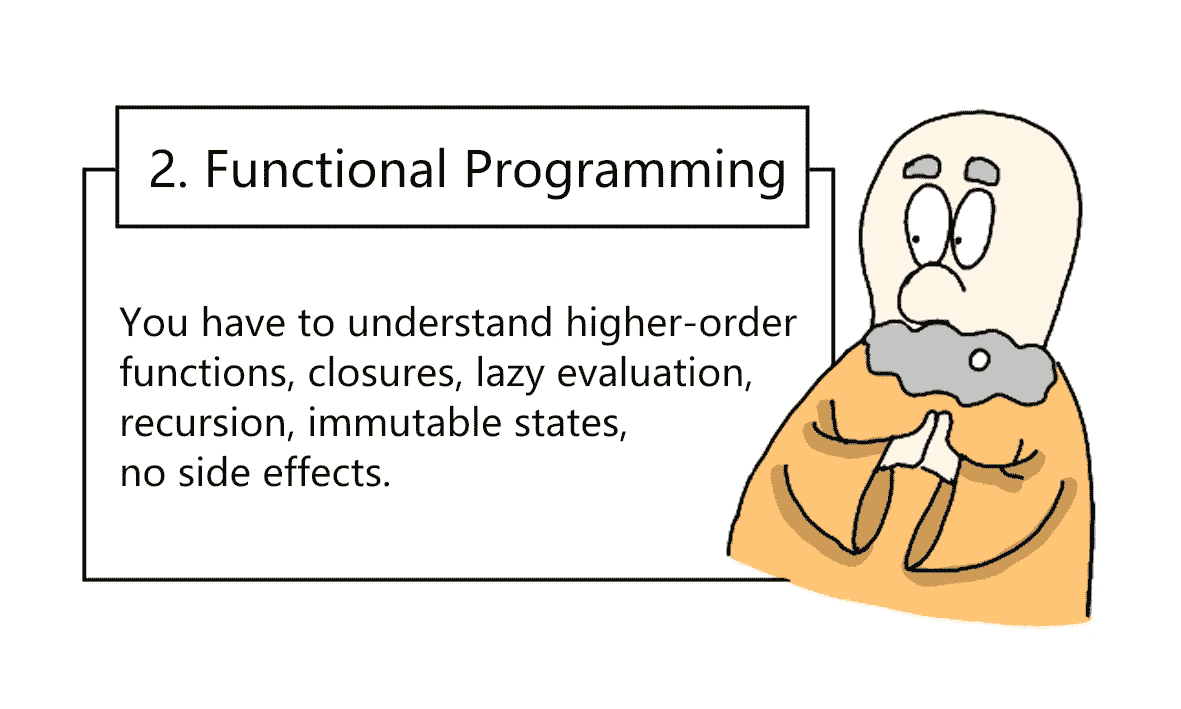 2. Functional Programming
You have to understand higher-order
functions, closures, lazy evaluation,
recursion, immutable states,
no side effects.